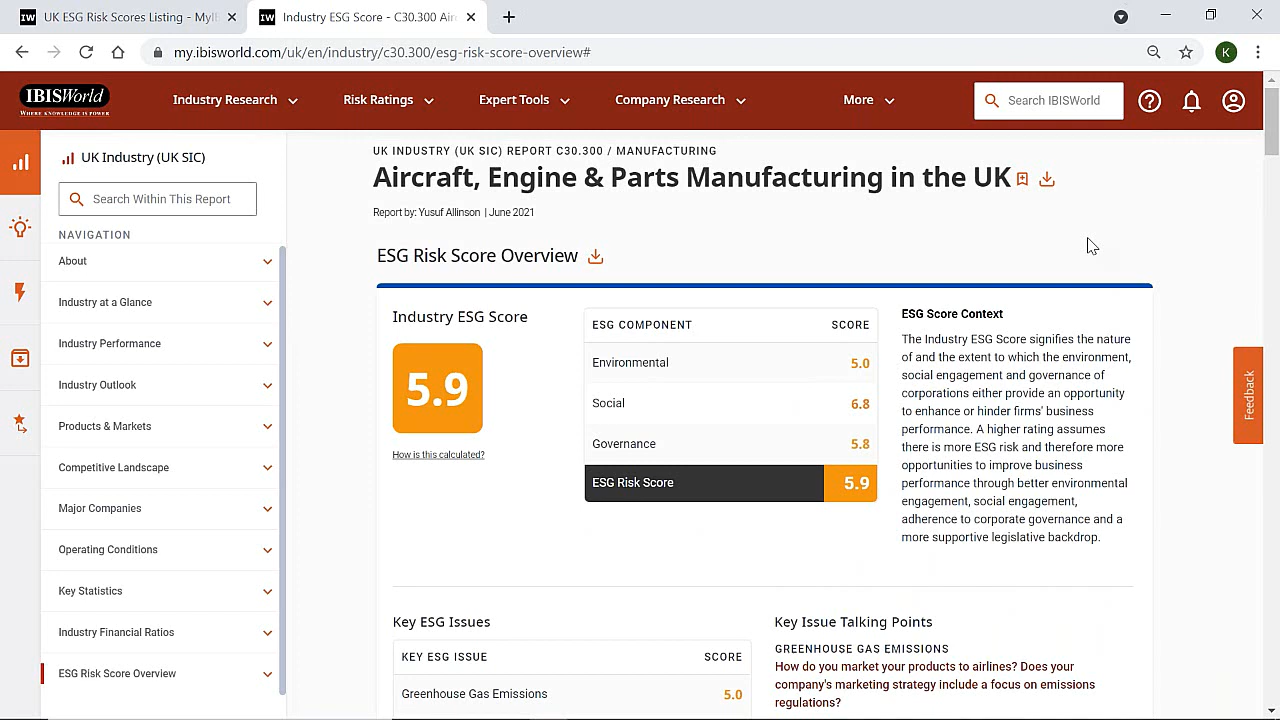 UK ESG Risk Scores Listing - MyI
Industry ESG Score - C30.300 Air
my.ibisworld.com/uk/en/industry/c30.300/esg-risk-score-overview#
K
IBISWorld
WHERE KNOWLEDGE IS POWER
Industry Research
Risk Ratings
Expert Tools
Company Research
More
Search IBISWorld
UK Industry (UK SIC)
Search Within This Report
NAVIGATION
About
Industry at a Glance
Industry Performance
Industry Outlook
Products & Markets
Competitive Landscape
Major Companies
Operating Conditions
Key Statistics
Industry Financial Ratios
ESG Risk Score Overview
UK INDUSTRY (UK SIC) REPORT C30.300 / MANUFACTURING
Aircraft, Engine & Parts Manufacturing in the UK
Report by: Yusuf Allinson | June 2021
ESG Risk Score Overview
Industry ESG Score
5.9
How is this calculated?
ESG COMPONENT SCORE
Environmental 5.0
Social 6.8
Governance 5.8
ESG Risk Score 5.9
ESG Score Context
The Industry ESG Score signifies the nature
of and the extent to which the environment,
social engagement and governance of
corporations either provide an opportunity
to enhance or hinder firms' business
performance. A higher rating assumes
there is more ESG risk and therefore more
opportunities to improve business
performance through better environmental
engagement, social engagement,
adherence to corporate governance and a
more supportive legislative backdrop.
Key ESG Issues
KEY ESG ISSUE SCORE
Greenhouse Gas Emissions 5.0
Key Issue Talking Points
GREENHOUSE GAS EMISSIONS
How do you market your products to airlines? Does your
company's marketing strategy include a focus on emissions
regulations?
Feedback